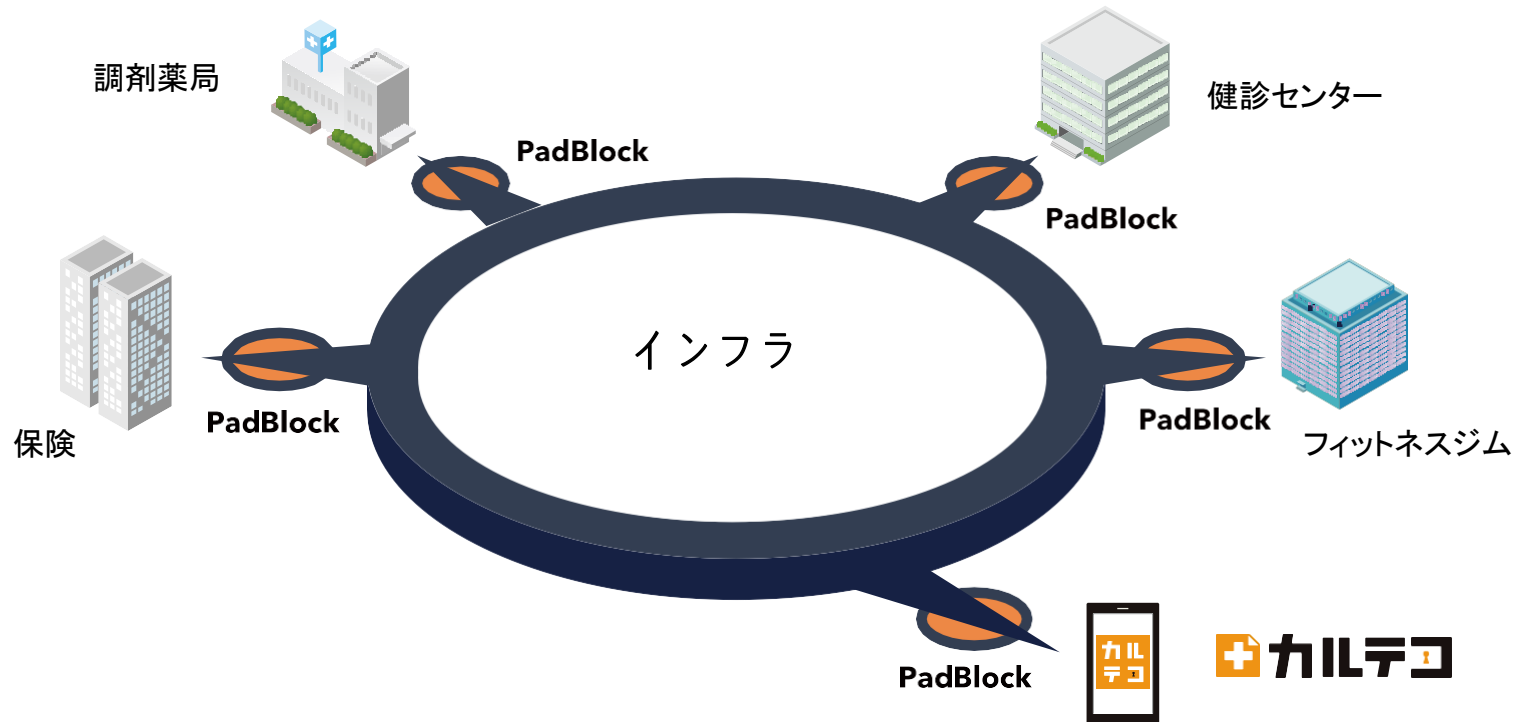 調剤薬局
健診センター
PadBlock
PadBlock
インフラ
PadBlock
PadBlock
保険
フィットネスジム
PadBlock
カル
テコ
カルテコ